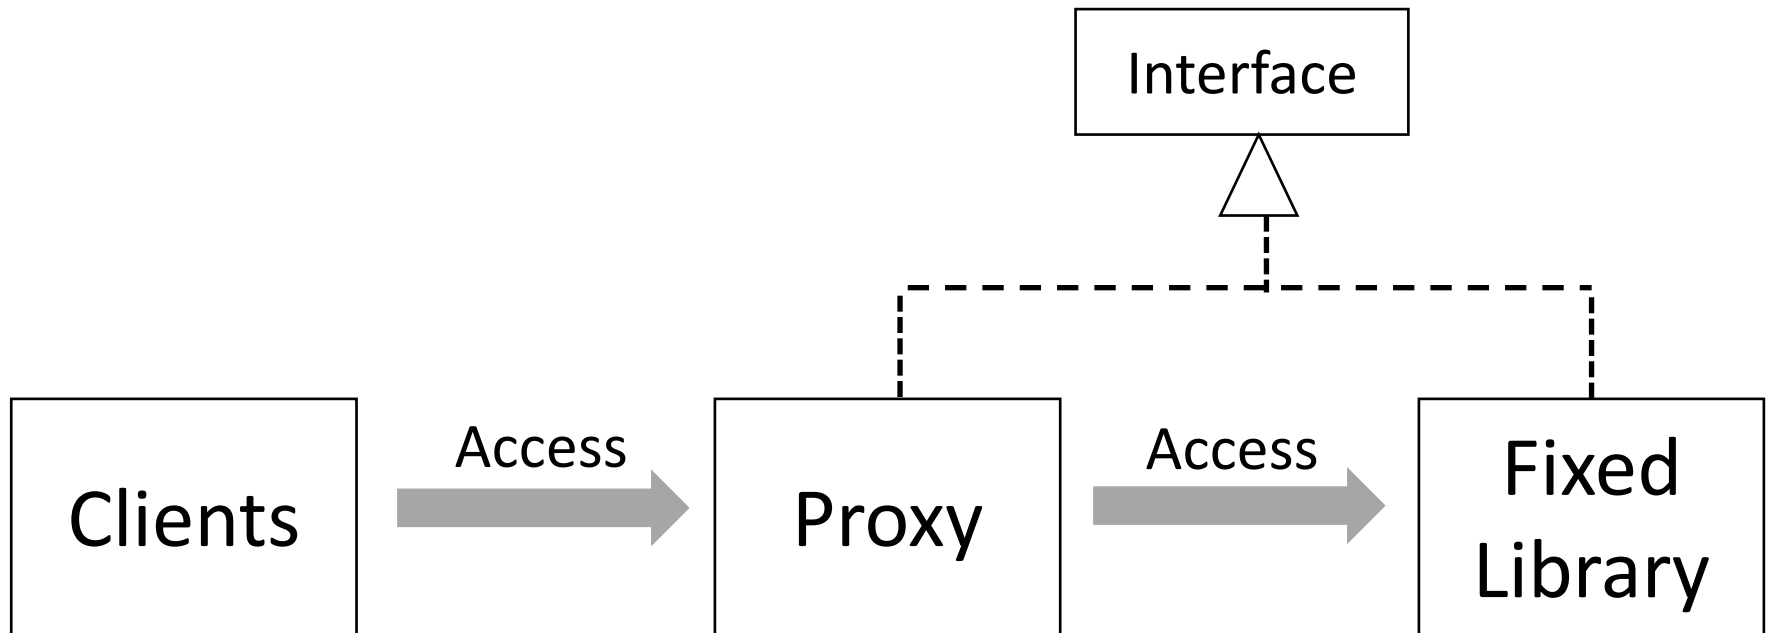 Interface
Clients
Access
Proxy
Access
Fixed
Library